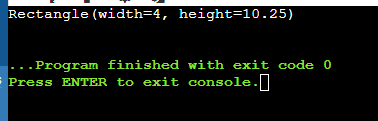 Rectangle(width=4, height=10.25)
...Program finished with exit code 0
Press ENTER to exit console.